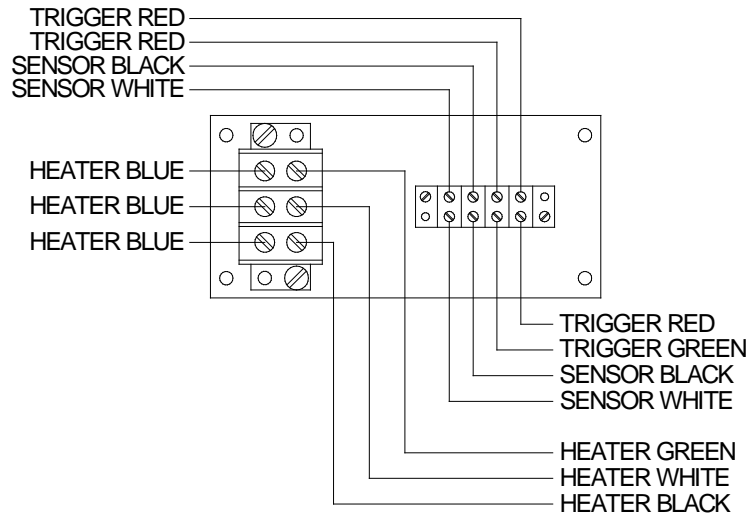 TRIGGER RED
TRIGGER RED
SENSOR BLACK
SENSOR WHITE
HEATER BLUE
HEATER BLUE
HEATER BLUE
TRIGGER RED
TRIGGER GREEN
SENSOR BLACK
SENSOR WHITE
HEATER GREEN
HEATER WHITE
HEATER BLACK